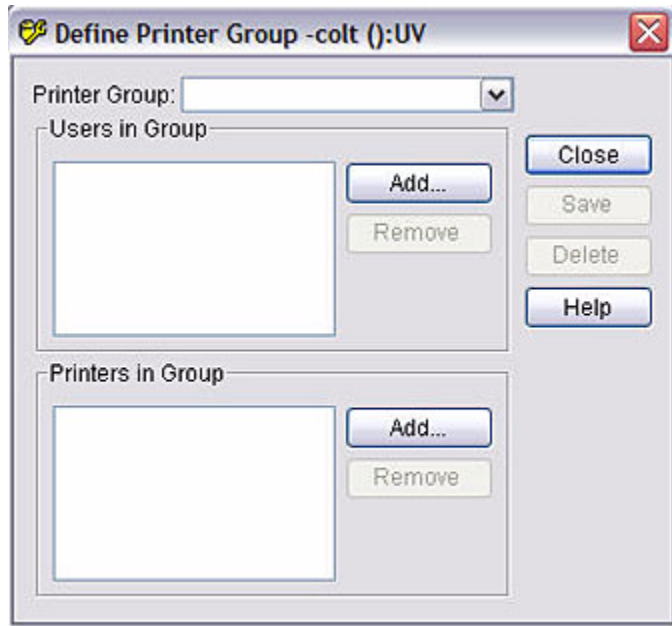 Define Printer Group -colt ():UV
Printer Group:
Users in Group
Add...
Remove
Close
Save
Delete
Help
Printers in Group
Add...
Remove